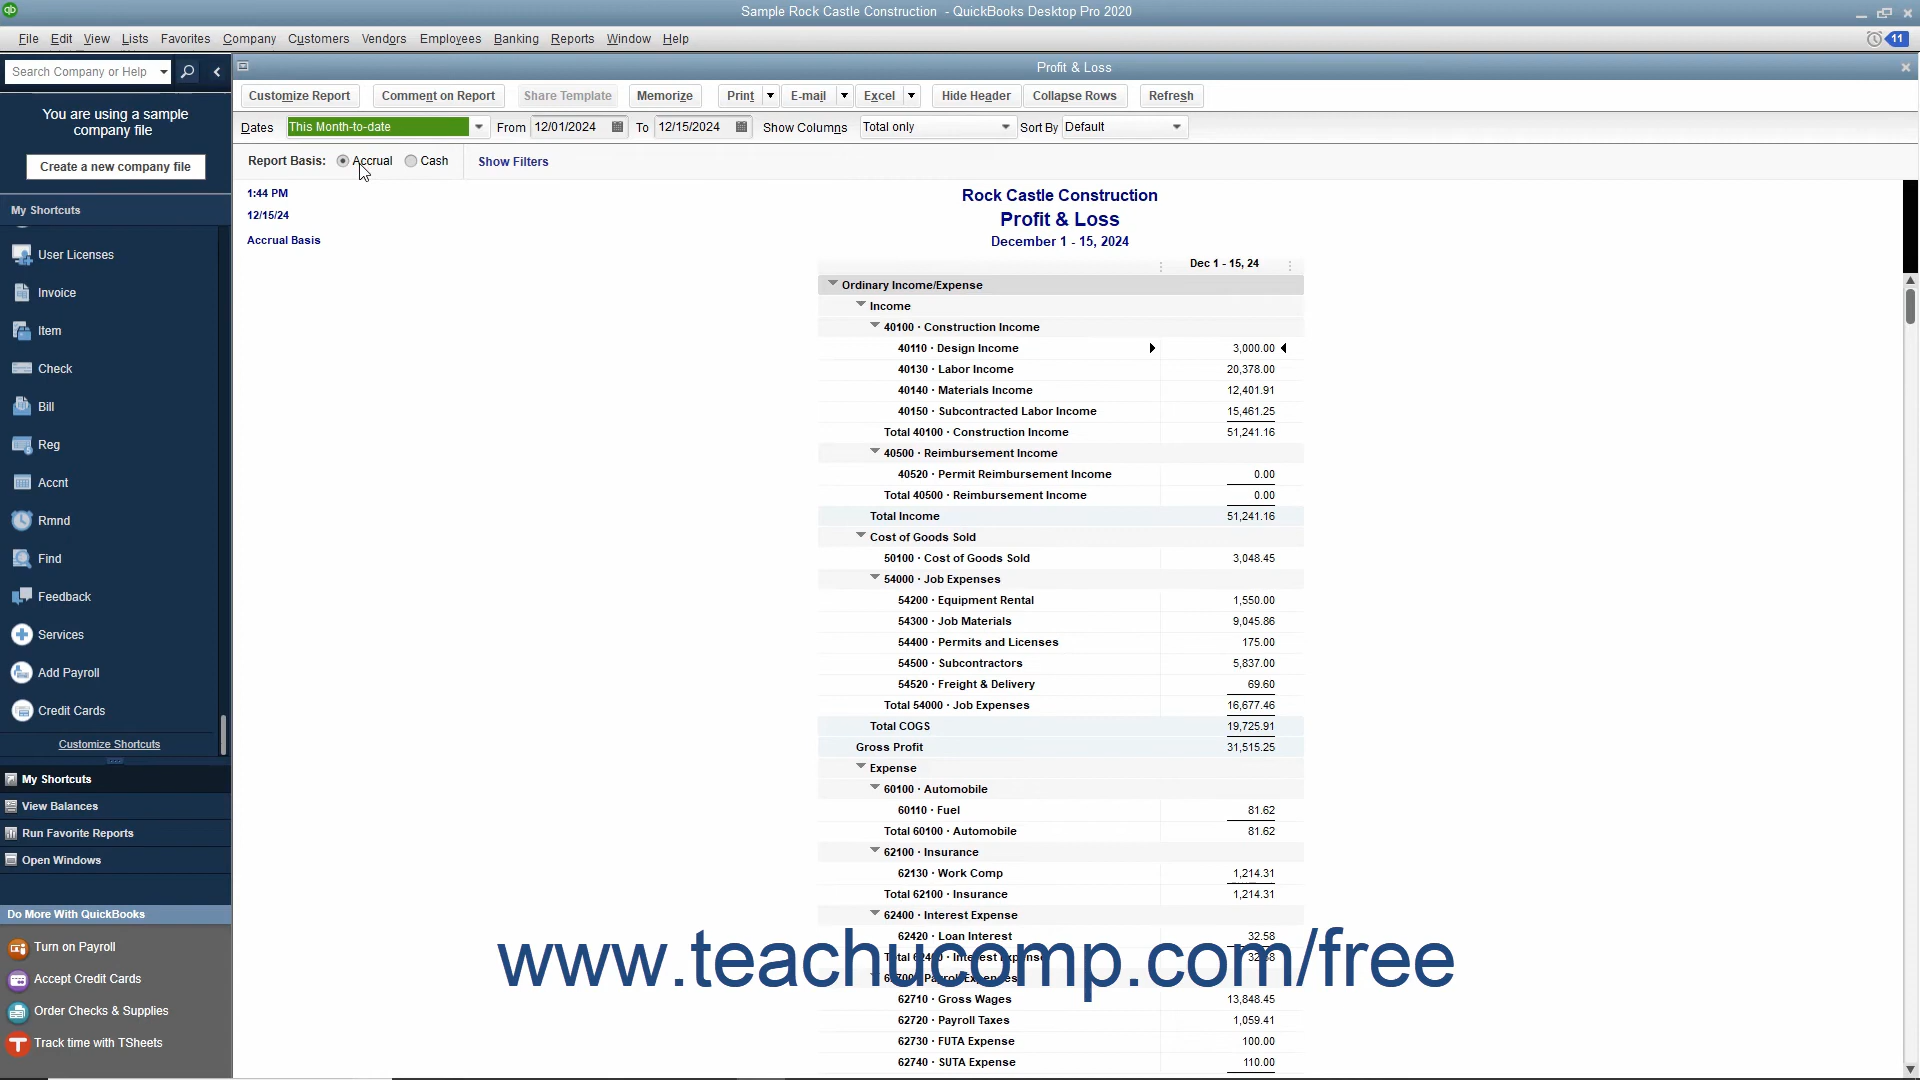 Sample Rock Castle Construction - QuickBooks Desktop Pro 2020
File Edit View Lists Favorites Company Customers Vendors Employees Banking Reports Window Help
11
Search Company or Help
Profit & Loss
You are using a sample
company file
Create a new company file
My Shortcuts
User Licenses
Invoice
Item
Check
Bill
Reg
Accnt
Rmnd
Find
Feedback
Services
Add Payroll
Credit Cards
Customize Shortcuts
My Shortcuts
View Balances
Run Favorite Reports
Open Windows
Do More With QuickBooks
Turn on Payroll
Accept Credit Cards
Order Checks & Supplies
Track time with TSheets
Customize Report Comment on Report Share Template Memorize Print E-mail Excel Hide Header Collapse Rows Refresh
Dates This Month-to-date From 12/01/2024 To 12/15/2024 Show Columns Total only Sort By Default
Report Basis: Accrual Cash Show Filters
1:44 PM
12/15/24
Accrual Basis
Rock Castle Construction
Profit & Loss
December 1 - 15, 2024
Dec 1 - 15, 24
Ordinary Income/Expense
Income
40100 · Construction Income
40110 · Design Income 3,000.00
40130 · Labor Income 20,378.00
40140 · Materials Income 12,401.91
40150 · Subcontracted Labor Income 15,461.25
Total 40100 · Construction Income 51,241.16
40500 · Reimbursement Income
40520 · Permit Reimbursement Income 0.00
Total 40500 · Reimbursement Income 0.00
Total Income 51,241.16
Cost of Goods Sold
50100 · Cost of Goods Sold 3,048.45
54000 · Job Expenses
54200 · Equipment Rental 1,550.00
54300 · Job Materials 9,045.86
54400 · Permits and Licenses 175.00
54500 · Subcontractors 5,837.00
54520 · Freight & Delivery 69.60
Total 54000 · Job Expenses 16,677.46
Total COGS 19,725.91
Gross Profit 31,515.25
Expense
60100 · Automobile
60110 · Fuel 81.62
Total 60100 · Automobile 81.62
62100 · Insurance
62130 · Work Comp 1,214.31
Total 62100 · Insurance 1,214.31
62400 · Interest Expense
62420 · Loan Interest 32.58
Total 62400 · Interest Expense 32.58
www.teachucomp.com/free
Payroll Expenses
62710 · Gross Wages 13,848.45
62720 · Payroll Taxes 1,059.41
62730 · FUTA Expense 100.00
62740 · SUTA Expense 110.00